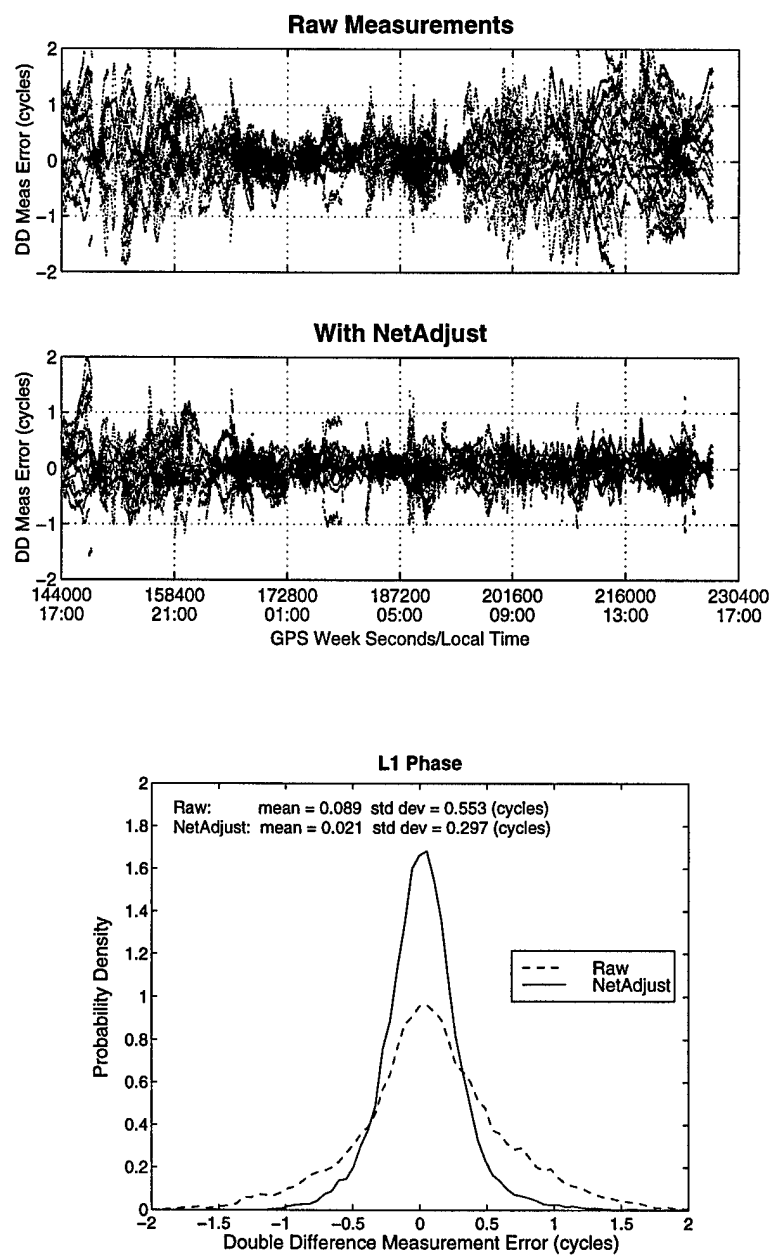 Raw Measurements
DD Meas Error (cycles)
2
1
0
−1
−2
With NetAdjust
DD Meas Error (cycles)
2
1
0
−1
−2
144000 158400 172800 187200 201600 216000 230400
17:00 21:00 01:00 05:00 09:00 13:00 17:00
GPS Week Seconds/Local Time
L1 Phase
Raw: mean = 0.089 std dev = 0.553 (cycles)
NetAdjust: mean = 0.021 std dev = 0.297 (cycles)
Probability Density
2
1.8
1.6
1.4
1.2
1
0.8
0.6
0.4
0.2
0
Raw
NetAdjust
−2 −1.5 −1 −0.5 0 0.5 1 1.5 2
Double Difference Measurement Error (cycles)